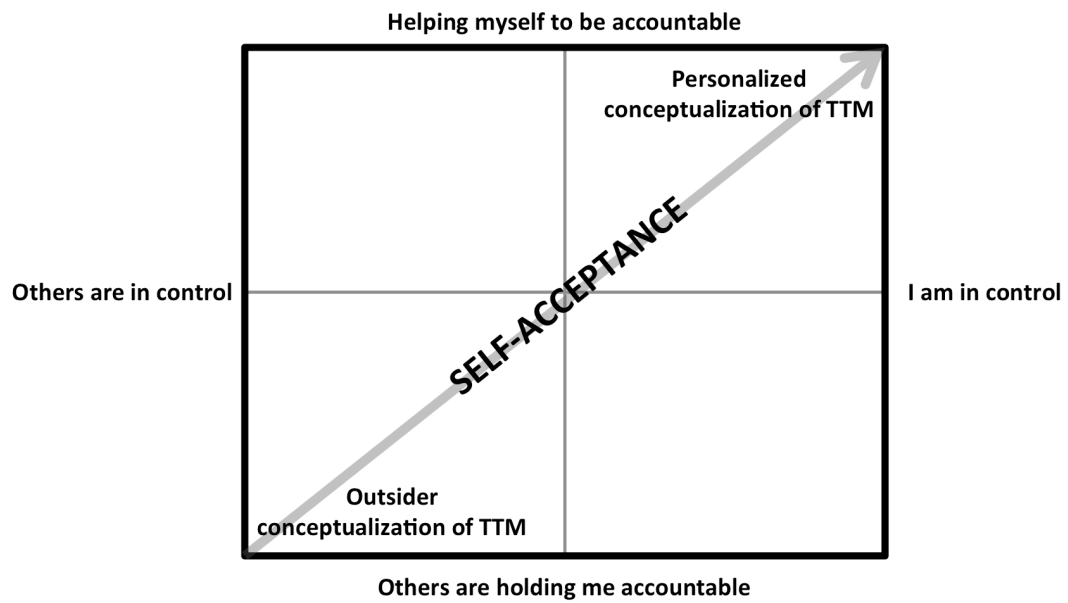 Helping myself to be accountable
Personalized
conceptualization of TTM
SELF-ACCEPTANCE
Others are in control
I am in control
Outsider
conceptualization of TTM
Others are holding me accountable